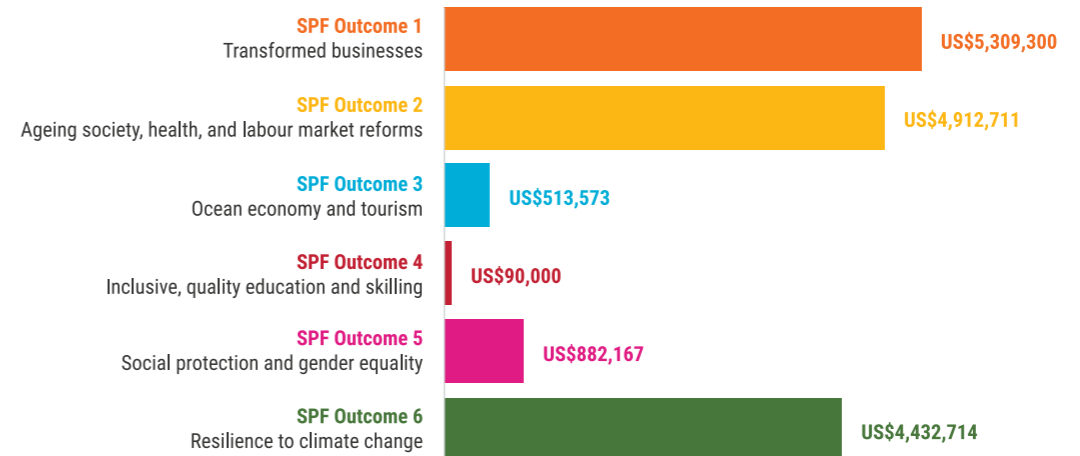 SPF Outcome 1
Transformed businesses
US$5,309,300
SPF Outcome 2
Ageing society, health, and labour market reforms
US$4,912,711
SPF Outcome 3
Ocean economy and tourism
US$513,573
SPF Outcome 4
Inclusive, quality education and skilling
US$90,000
SPF Outcome 5
Social protection and gender equality
US$882,167
SPF Outcome 6
Resilience to climate change
US$4,432,714